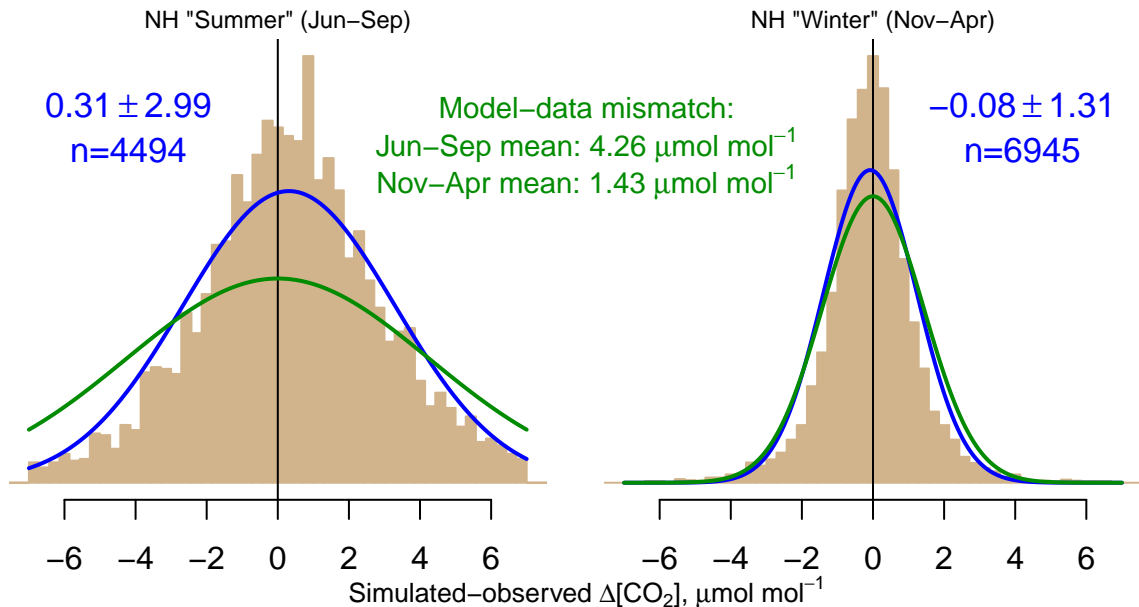 NH "Summer" (Jun−Sep)
NH "Winter" (Nov−Apr)
0.31 ± 2.99
n=4494
Model−data mismatch:
Jun−Sep mean: 4.26 μmol mol⁻¹
Nov−Apr mean: 1.43 μmol mol⁻¹
−0.08 ± 1.31
n=6945
−6 −4 −2 0 2 4 6
−6 −4 −2 0 2 4 6
Simulated−observed Δ[CO₂], μmol mol⁻¹